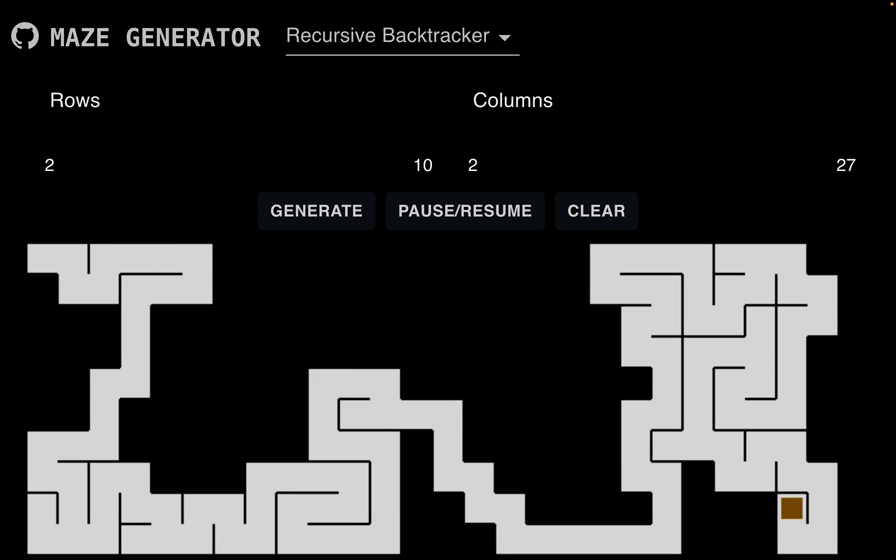 MAZE GENERATOR Recursive Backtracker
Rows Columns
2 10 2 27
GENERATE PAUSE/RESUME CLEAR